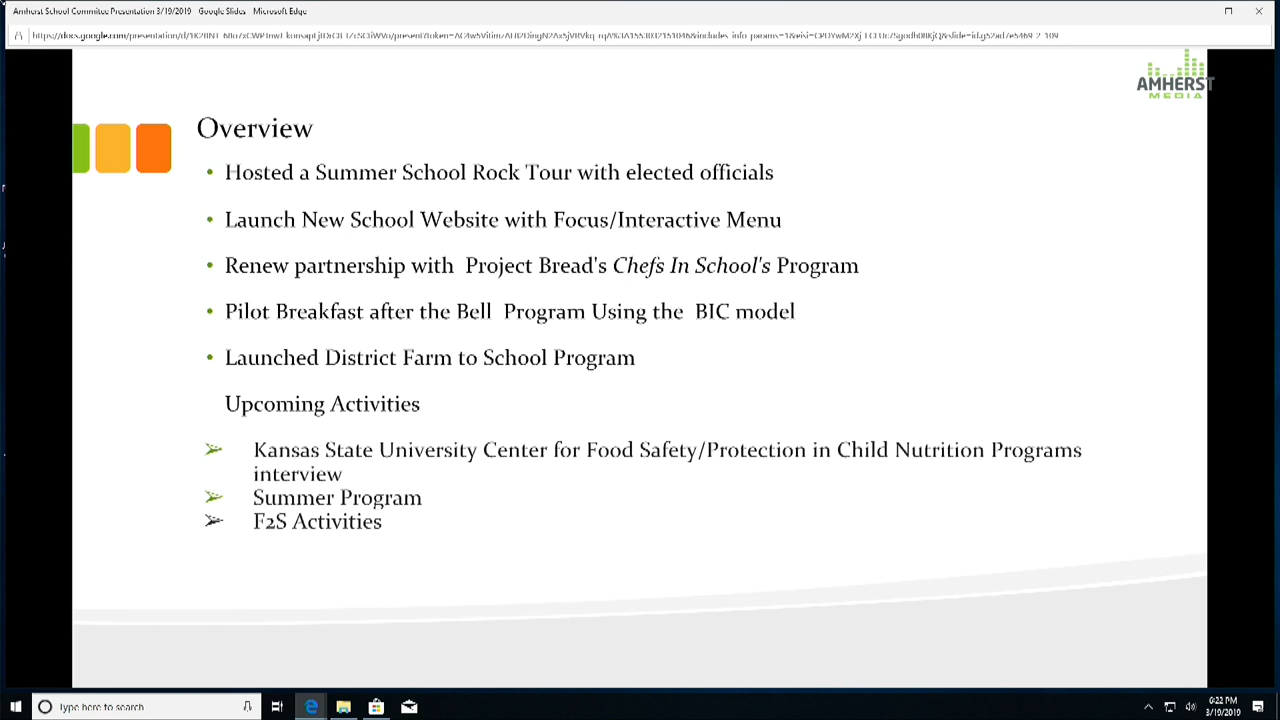 Amherst School Commitee Presentation 3/19/2019 - Google Slides - Microsoft Edge
AMHERST
MEDIA
Overview
• Hosted a Summer School Rock Tour with elected officials
• Launch New School Website with Focus/Interactive Menu
• Renew partnership with Project Bread's Chefs In School's Program
• Pilot Breakfast after the Bell Program Using the BIC model
• Launched District Farm to School Program
Upcoming Activities
➢ Kansas State University Center for Food Safety/Protection in Child Nutrition Programs
interview
➢ Summer Program
➢ F2S Activities
Type here to search
3/19/2019